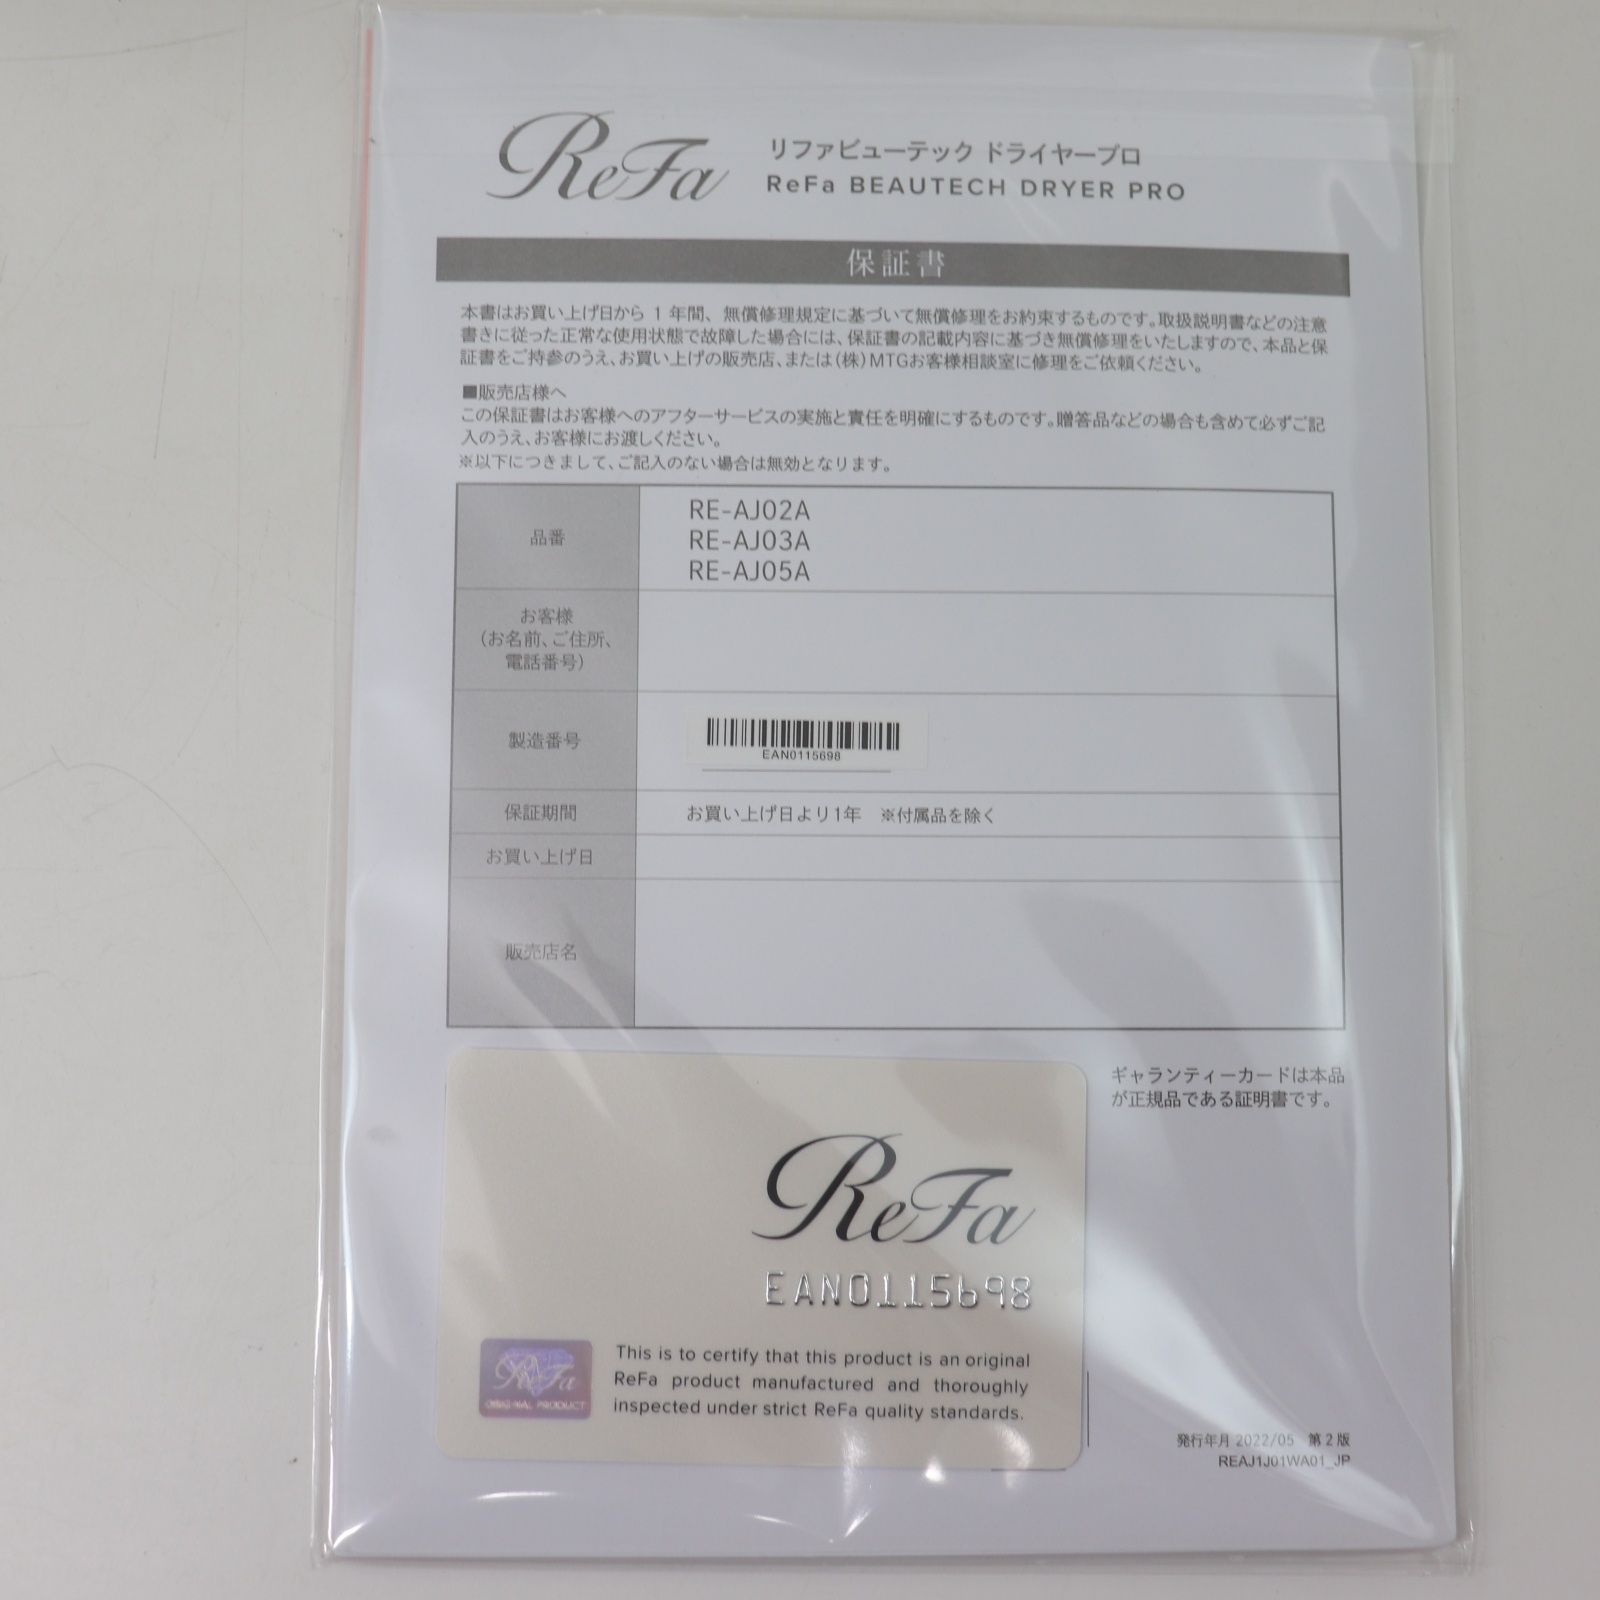 ReFa
リファビューテック ドライヤープロ
ReFa BEAUTECH DRYER PRO
保証書
本書はお買い上げ日から 1 年間、無償修理規定に基づいて無償修理をお約束するものです。取扱説明書などの注意
書きに従った正常な使用状態で故障した場合には、保証書の記載内容に基づき無償修理をいたしますので、本品と保
証書をご持参のうえ、お買い上げの販売店、または(株)MTGお客様相談室に修理をご依頼ください。
■販売店様へ
この保証書はお客様へのアフターサービスの実施と責任を明確にするものです。贈答品などの場合も含めて必ずご記
入のうえ、お客様にお渡しください。
※以下につきまして、ご記入のない場合は無効となります。
品番
RE-AJ02A
RE-AJ03A
RE-AJ05A
お客様
(お名前、ご住所、
電話番号)
製造番号
EAN0115698
保証期間
お買い上げ日より1年 ※付属品を除く
お買い上げ日
販売店名
ギャランティーカードは本品
が正規品である証明書です。
ReFa
EAN0115698
ReFa
ORIGINAL PRODUCT
This is to certify that this product is an original
ReFa product manufactured and thoroughly
inspected under strict ReFa quality standards.
発行年月 2022/05 第2版
REAJ1J01WA01_JP